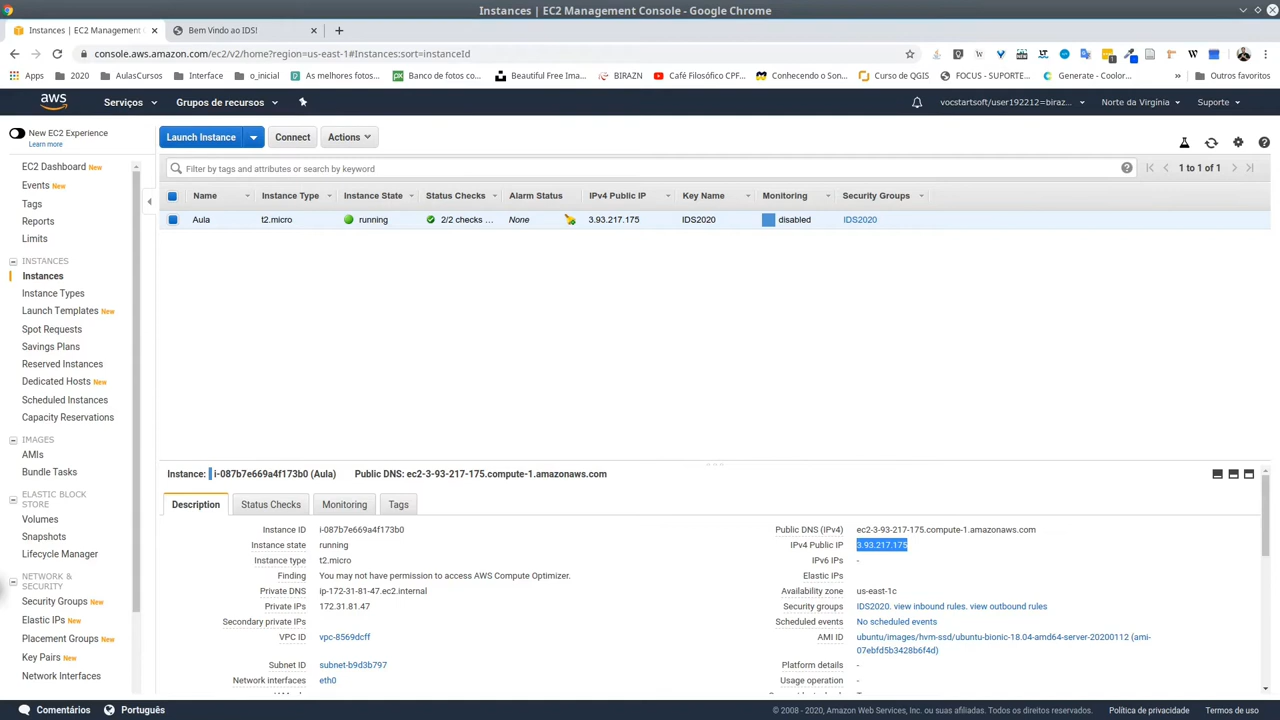 Instances | EC2 Management Console - Google Chrome
Instances | EC2 Management C
Bem Vindo ao IDS!
console.aws.amazon.com/ec2/v2/home?region=us-east-1#Instances:sort=instanceId
Apps 2020 AulasCursos Interface o_inicial As melhores fotos... Banco de fotos co... Beautiful Free Ima... BIRAZN Café Filosófico CPF... Conhecendo o Son... Curso de QGIS FOCUS - SUPORTE... Generate - Coolor... » Outros favoritos
aws Serviços Grupos de recursos vocstartsoft/user192212=biraz... Norte da Virgínia Suporte
New EC2 Experience
Learn more
EC2 Dashboard New
Events New
Tags
Reports
Limits
INSTANCES
Instances
Instance Types
Launch Templates New
Spot Requests
Savings Plans
Reserved Instances
Dedicated Hosts New
Scheduled Instances
Capacity Reservations
IMAGES
AMIs
Bundle Tasks
ELASTIC BLOCK
STORE
Volumes
Snapshots
Lifecycle Manager
NETWORK &
SECURITY
Security Groups New
Elastic IPs New
Placement Groups New
Key Pairs New
Network Interfaces
Launch Instance Connect Actions
Filter by tags and attributes or search by keyword
1 to 1 of 1
Name Instance Type Instance State Status Checks Alarm Status IPv4 Public IP Key Name Monitoring Security Groups
Aula t2.micro running 2/2 checks ... None 3.93.217.175 IDS2020 disabled IDS2020
Instance: i-087b7e669a4f173b0 (Aula) Public DNS: ec2-3-93-217-175.compute-1.amazonaws.com
Description Status Checks Monitoring Tags
Instance ID i-087b7e669a4f173b0
Instance state running
Instance type t2.micro
Finding You may not have permission to access AWS Compute Optimizer.
Private DNS ip-172-31-81-47.ec2.internal
Private IPs 172.31.81.47
Secondary private IPs
VPC ID vpc-8569dcff
Subnet ID subnet-b9d3b797
Network interfaces eth0
Public DNS (IPv4) ec2-3-93-217-175.compute-1.amazonaws.com
IPv4 Public IP 3.93.217.175
IPv6 IPs -
Elastic IPs
Availability zone us-east-1c
Security groups IDS2020. view inbound rules. view outbound rules
Scheduled events No scheduled events
AMI ID ubuntu/images/hvm-ssd/ubuntu-bionic-18.04-amd64-server-20200112 (ami-
07ebfd5b3428b6f4d)
Platform details -
Usage operation -
Comentários Português © 2008 - 2020, Amazon Web Services, Inc. ou suas afiliadas. Todos os direitos reservados. Política de privacidade Termos de uso